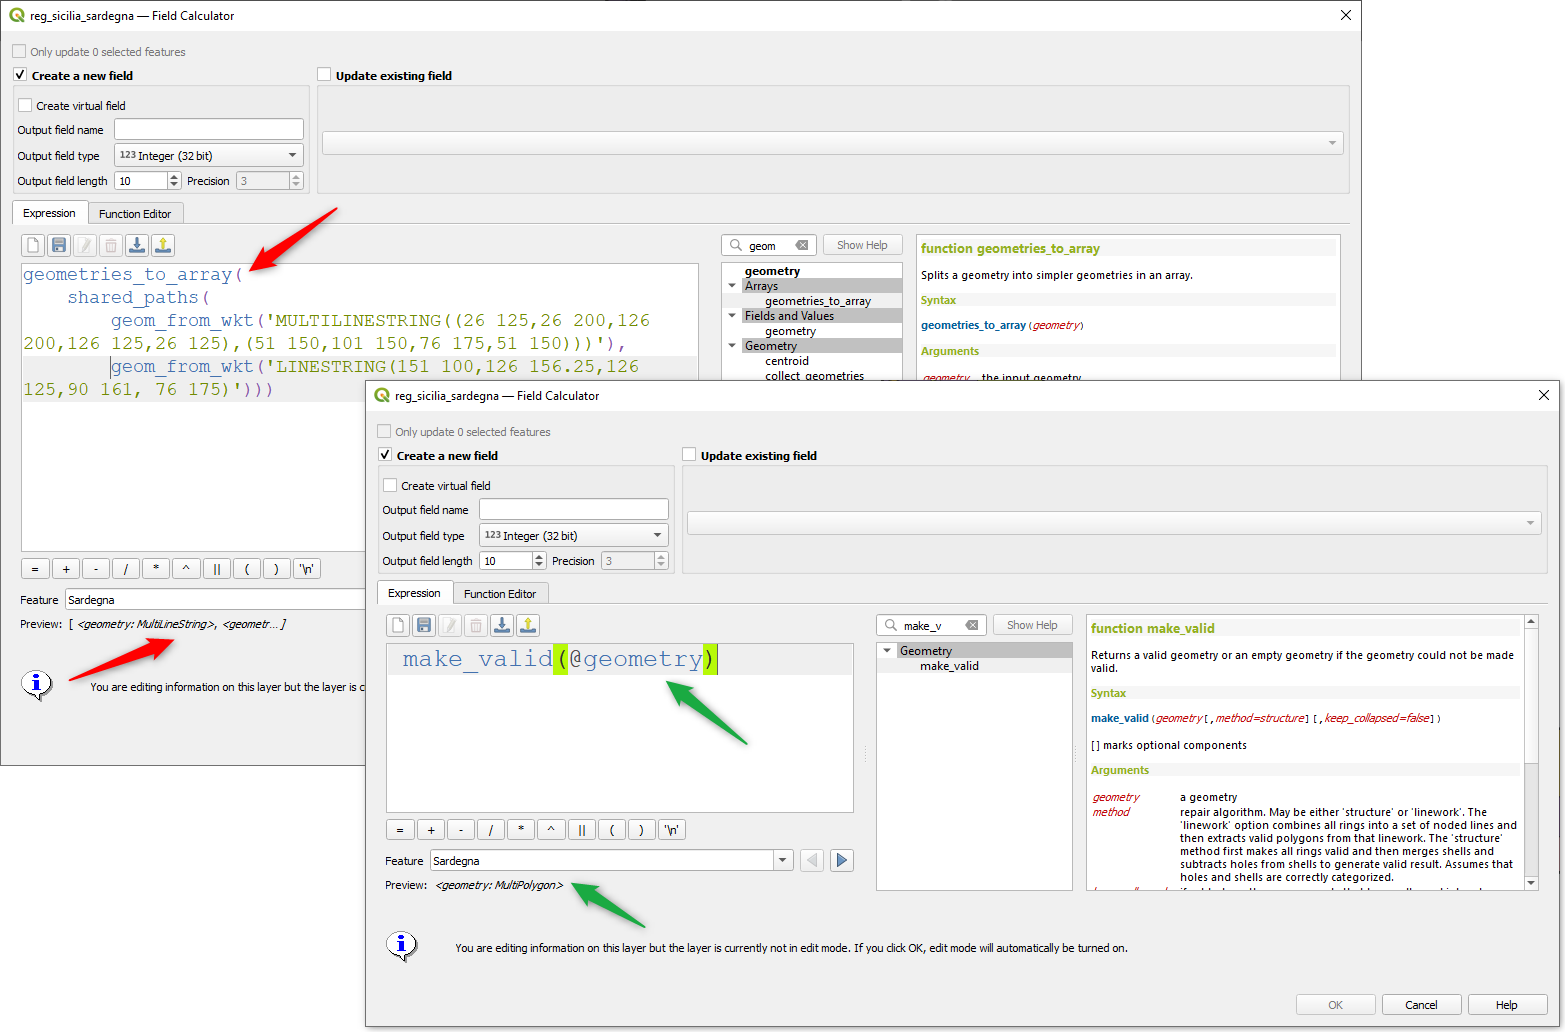 reg_sicilia_sardegna — Field Calculator
Only update 0 selected features
Create a new field
Update existing field
Create virtual field
Output field name
Output field type
123 Integer (32 bit)
Output field length
10
Precision
3
Expression
Function Editor
geometries_to_array(
shared_paths(
geom_from_wkt('MULTILINESTRING((26 125,26 200,126
200,126 125,26 125),(51 150,101 150,76 175,51 150)))'),
geom_from_wkt('LINESTRING(151 100,126 156.25,126
125,90 161, 76 175)')))
= + - / * ^ || ( ) '\n'
Feature
Sardegna
Preview: [ <geometry: MultiLineString>, <geometr... ]
You are editing information on this layer but the layer is c
geom
Show Help
geometry
Arrays
geometries_to_array
Fields and Values
geometry
Geometry
centroid
collect_geometries
function geometries_to_array
Splits a geometry into simpler geometries in an array.
Syntax
geometries_to_array(geometry)
Arguments
geometry the input geometry
reg_sicilia_sardegna — Field Calculator
Only update 0 selected features
Create a new field
Update existing field
Create virtual field
Output field name
Output field type
123 Integer (32 bit)
Output field length
10
Precision
3
Expression
Function Editor
make_valid(@geometry)
= + - / * ^ || ( ) '\n'
Feature
Sardegna
Preview: <geometry: MultiPolygon>
make_v
Show Help
Geometry
make_valid
function make_valid
Returns a valid geometry or an empty geometry if the geometry could not be made
valid.
Syntax
make_valid(geometry[,method=structure][,keep_collapsed=false])
[ ] marks optional components
Arguments
geometry a geometry
method repair algorithm. May be either 'structure' or 'linework'. The
'linework' option combines all rings into a set of noded lines and
then extracts valid polygons from that linework. The 'structure'
method first makes all rings valid and then merges shells and
subtracts holes from shells to generate valid result. Assumes that
holes and shells are correctly categorized.
You are editing information on this layer but the layer is currently not in edit mode. If you click OK, edit mode will automatically be turned on.
OK
Cancel
Help